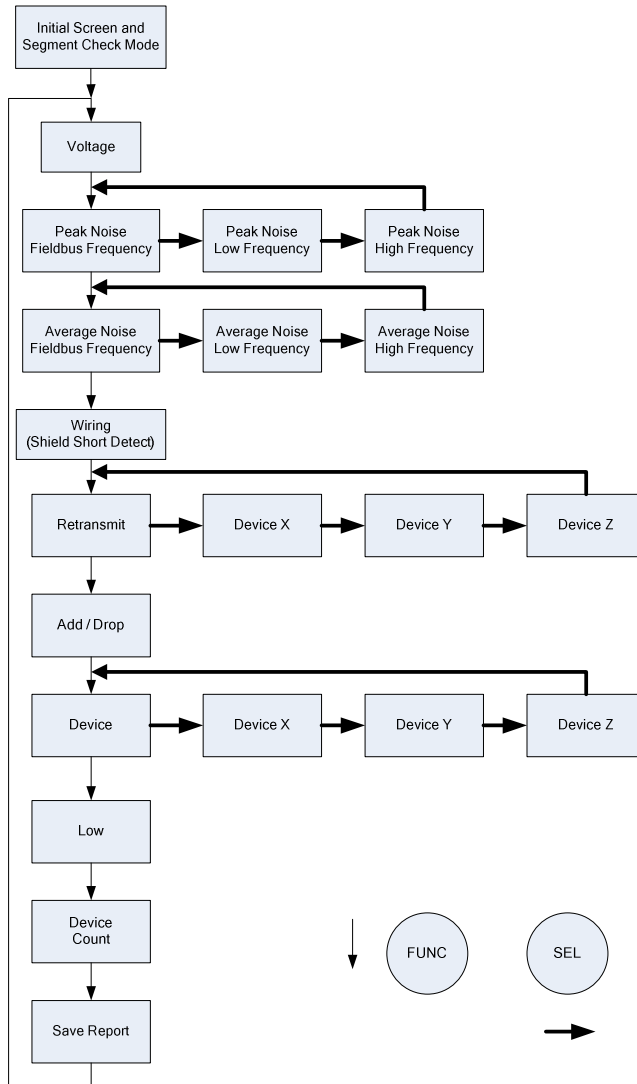 Initial Screen and
Segment Check Mode
Voltage
Peak Noise
Fieldbus Frequency
Peak Noise
Low Frequency
Peak Noise
High Frequency
Average Noise
Fieldbus Frequency
Average Noise
Low Frequency
Average Noise
High Frequency
Wiring
(Shield Short Detect)
Retransmit
Device X
Device Y
Device Z
Add / Drop
Device
Device X
Device Y
Device Z
Low
Device
Count
FUNC
SEL
Save Report